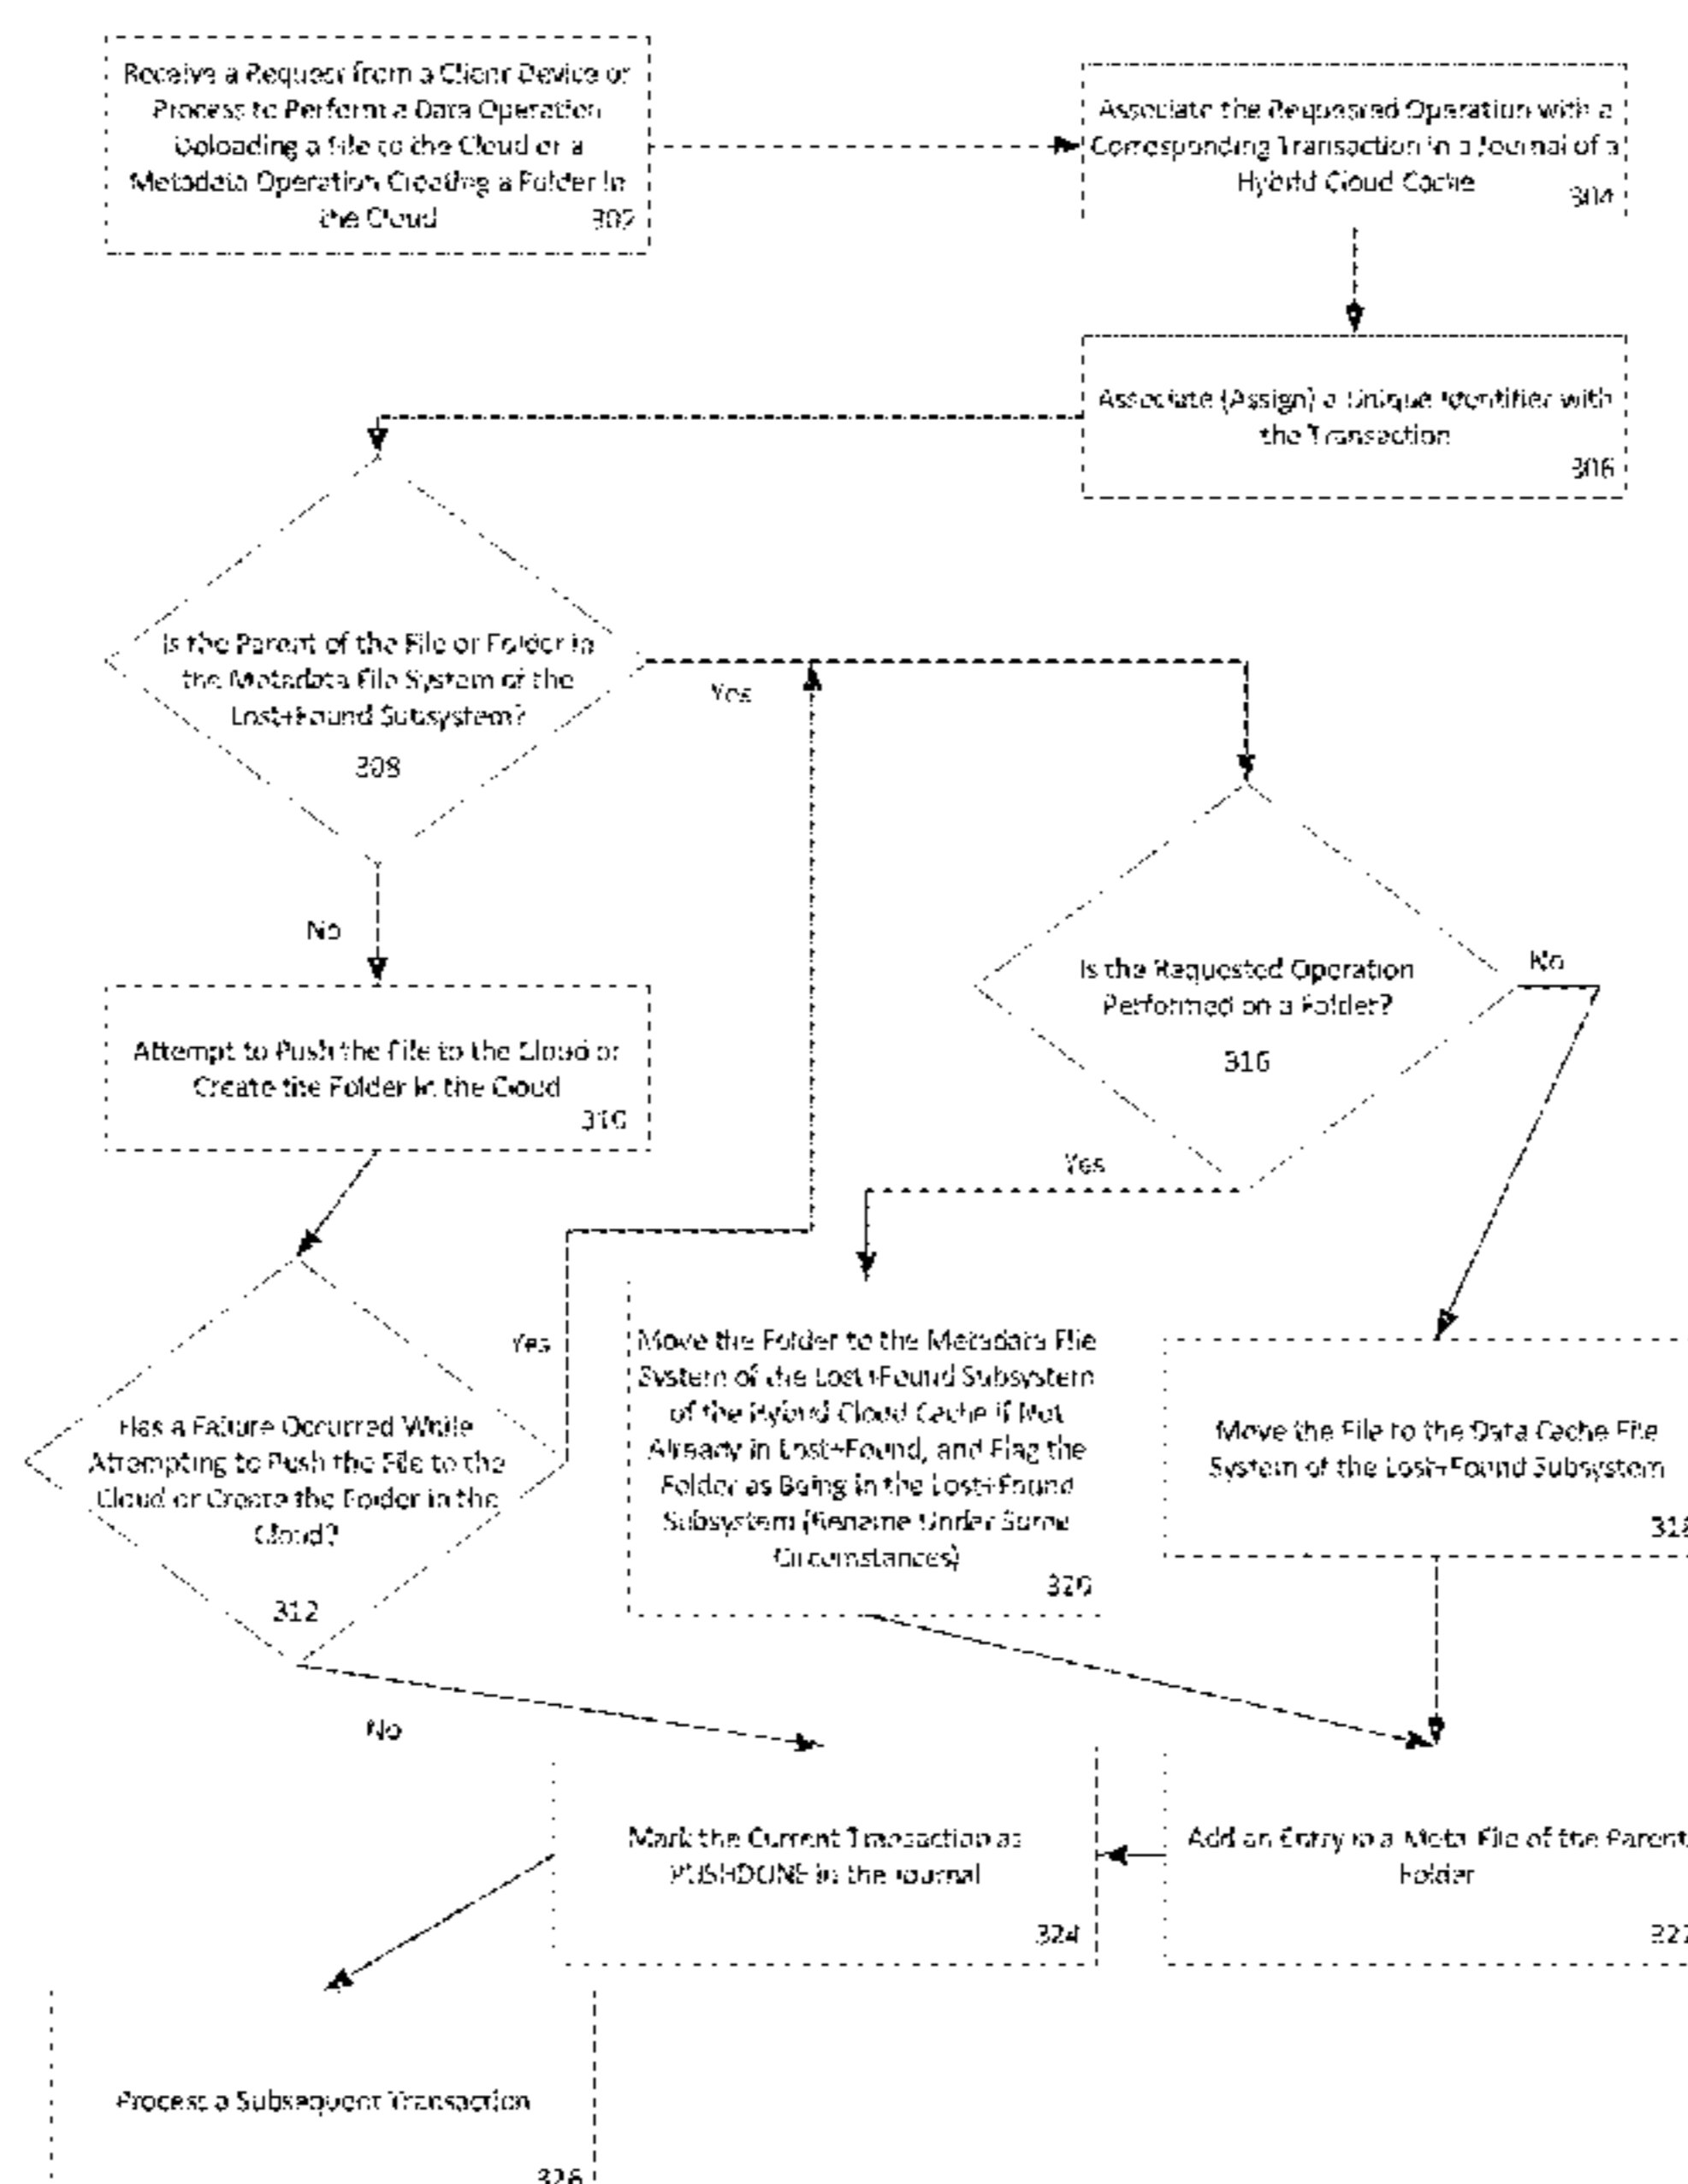 Receive a Request from a Client Device or
Process to Perform a Data Operation
Uploading a File to the Cloud or a
Metadata Operation Creating a Folder in
the Cloud
302
Associate the Requested Operation with a
Corresponding Transaction in a Journal of a
Hybrid Cloud Cache
304
Associate (Assign) a Unique Identifier with
the Transaction
306
Is the Parent of the File or Folder in
the Metadata File System of the
Lost+Found Subsystem?
308
Yes
No
Is the Requested Operation
Performed on a Folder?
316
No
Yes
Attempt to Push the File to the Cloud or
Create the Folder in the Cloud
310
Has a Failure Occurred While
Attempting to Push the File to the
Cloud or Create the Folder in the
Cloud?
312
Yes
No
Move the Folder to the Metadata File
System of the Lost+Found Subsystem
of the Hybrid Cloud Cache if Not
Already in Lost+Found, and Flag the
Folder as Being in the Lost+Found
Subsystem (Rename Under Some
Circumstances)
320
Move the File to the Data Cache File
System of the Lost+Found Subsystem
318
Mark the Current Transaction as
PUSHDONE in the Journal
324
Add an Entry in a Meta-File of the Parent
Folder
322
Process a Subsequent Transaction
326